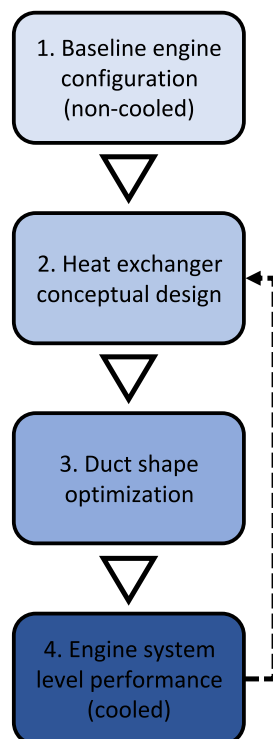 1. Baseline engine
configuration
(non-cooled)
2. Heat exchanger
conceptual design
3. Duct shape
optimization
4. Engine system
level performance
(cooled)